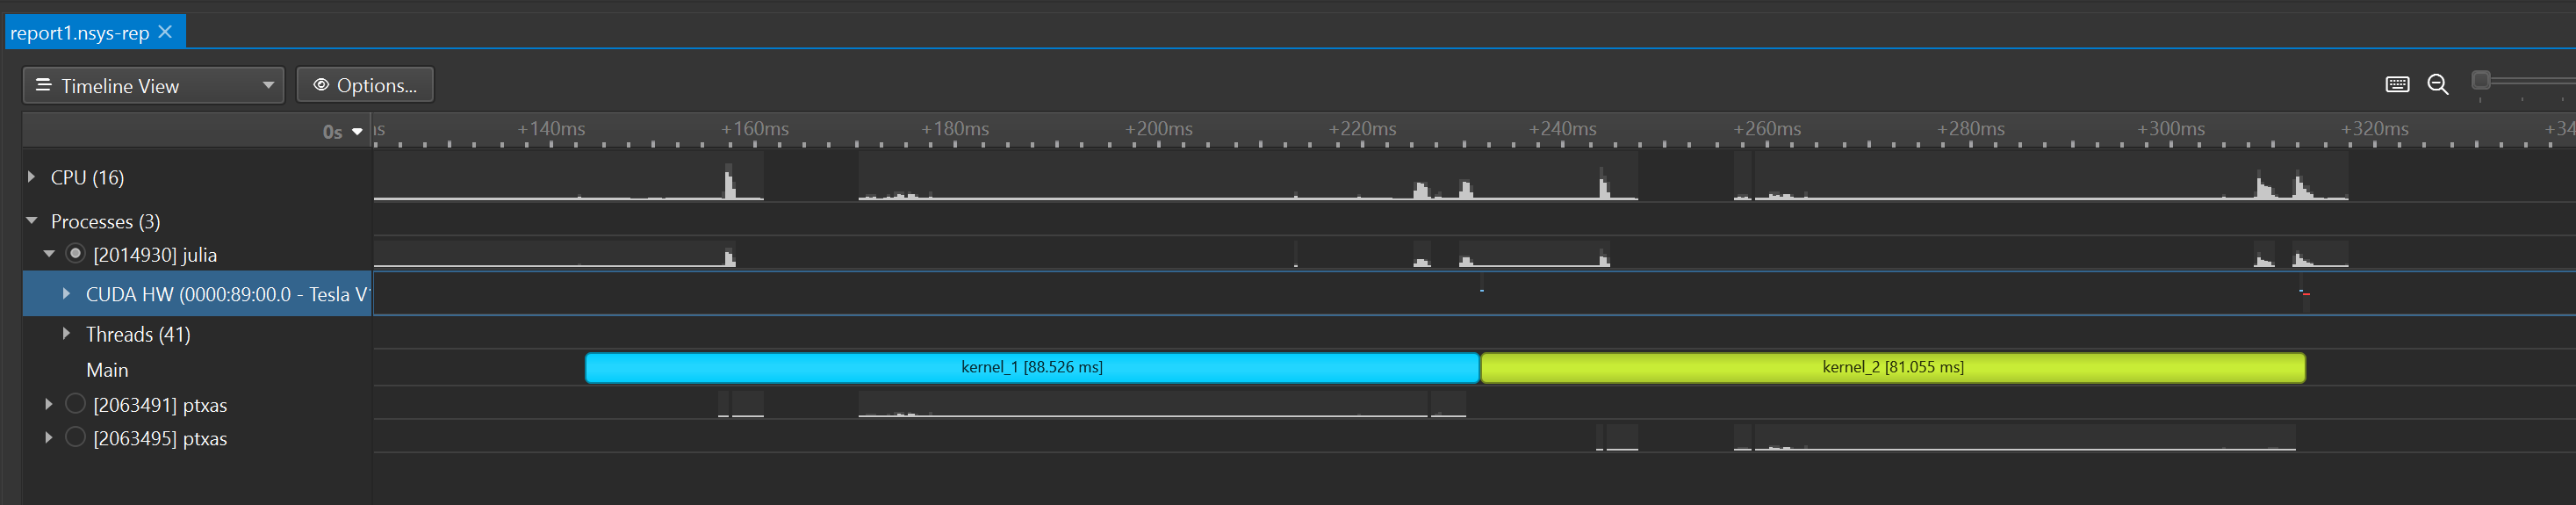 report1.nsys-rep
Timeline View Options...
0s ms +140ms +160ms +180ms +200ms +220ms +240ms +260ms +280ms +300ms +320ms +34
CPU (16)
Processes (3)
[2014930] julia
CUDA HW (0000:89:00.0 - Tesla V1
Threads (41)
Main kernel_1 [88.526 ms] kernel_2 [81.055 ms]
[2063491] ptxas
[2063495] ptxas